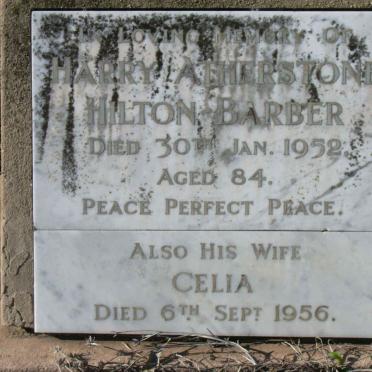 In Loving Memory of
Harry Atherstone
Hilton-Barber
Died 30th Jan. 1952.
Aged 84.
Peace Perfect Peace.
Also His Wife
Celia
Died 6th Sept 1956.